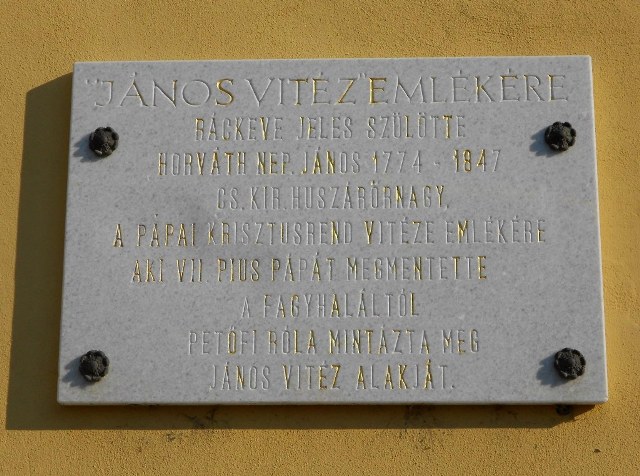 "JÁNOS VITÉZ" EMLÉKÉRE
RÁCKEVE JELES SZÜLÖTTE
HORVÁTH NEP. JÁNOS 1774 - 1847
CS. KIR. HUSZÁRŐRNAGY,
A PÁPAI KRISZTUSREND VITÉZE EMLÉKÉRE
AKI VII. PIUS PÁPÁT MEGMENTETTE
A FAGYHALÁLTÓL
PETŐFI RÓLA MINTÁZTA MEG
JÁNOS VITÉZ ALAKJÁT.